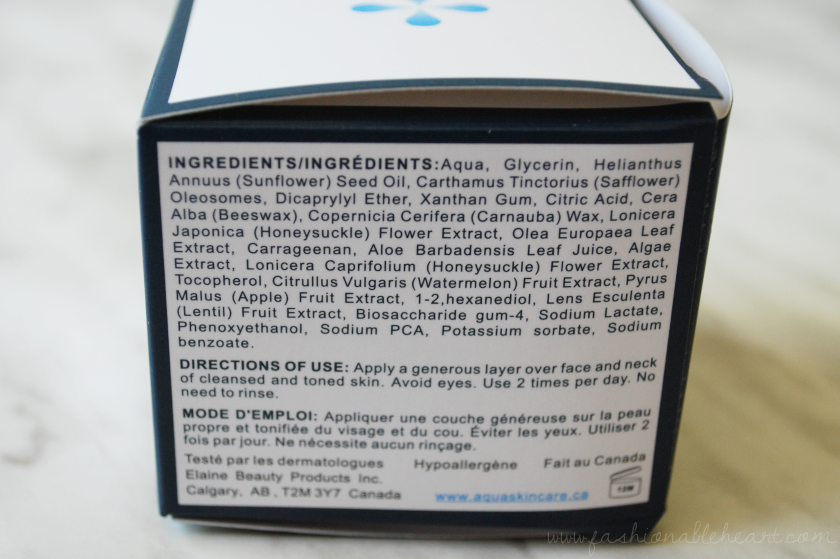 INGREDIENTS/INGRÉDIENTS:Aqua, Glycerin, Helianthus
Annuus (Sunflower) Seed Oil, Carthamus Tinctorius (Safflower)
Oleosomes, Dicaprylyl Ether, Xanthan Gum, Citric Acid, Cera
Alba (Beeswax), Copernicia Cerifera (Carnauba) Wax, Lonicera
Japonica (Honeysuckle) Flower Extract, Olea Europaea Leaf
Extract, Carrageenan, Aloe Barbadensis Leaf Juice, Algae
Extract, Lonicera Caprifolium (Honeysuckle) Flower Extract,
Tocopherol, Citrullus Vulgaris (Watermelon) Fruit Extract, Pyrus
Malus (Apple) Fruit Extract, 1-2,hexanediol, Lens Esculenta
(Lentil) Fruit Extract, Biosaccharide gum-4, Sodium Lactate,
Phenoxyethanol, Sodium PCA, Potassium sorbate, Sodium
benzoate.
DIRECTIONS OF USE: Apply a generous layer over face and neck
of cleansed and toned skin. Avoid eyes. Use 2 times per day. No
need to rinse.
MODE D'EMPLOI: Appliquer une couche généreuse sur la peau
propre et tonifiée du visage et du cou. Éviter les yeux. Utiliser 2
fois par jour. Ne nécessite aucun rinçage.
Testé par les dermatologues Hypoallergène Fait au Canada
Elaine Beauty Products Inc.
Calgary, AB , T2M 3Y7 Canada www.aquaskincare.ca 12M
www.fashionableheart.com